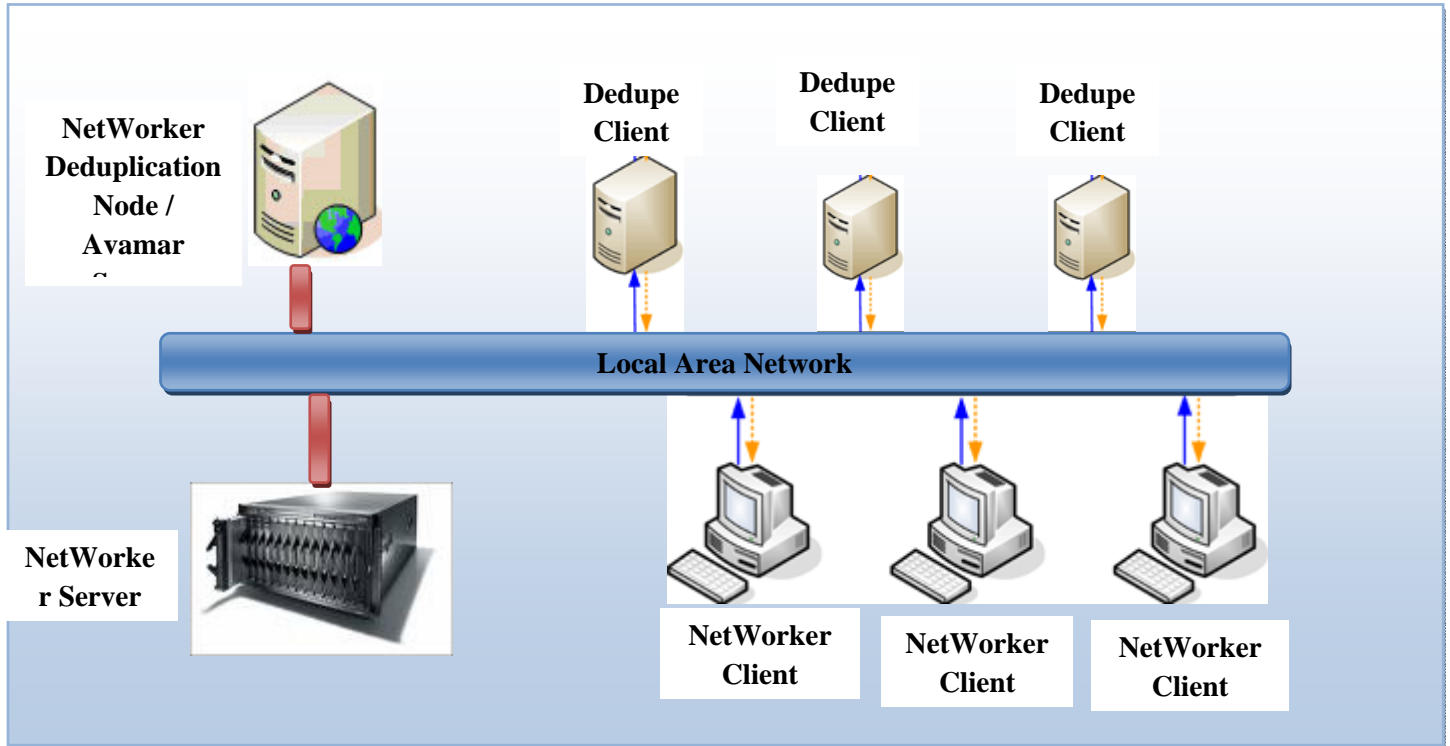 NetWorker
Deduplication
Node /
Avamar
Dedupe
Client
Dedupe
Client
Dedupe
Client
Local Area Network
NetWorke
r Server
NetWorker
Client
NetWorker
Client
NetWorker
Client